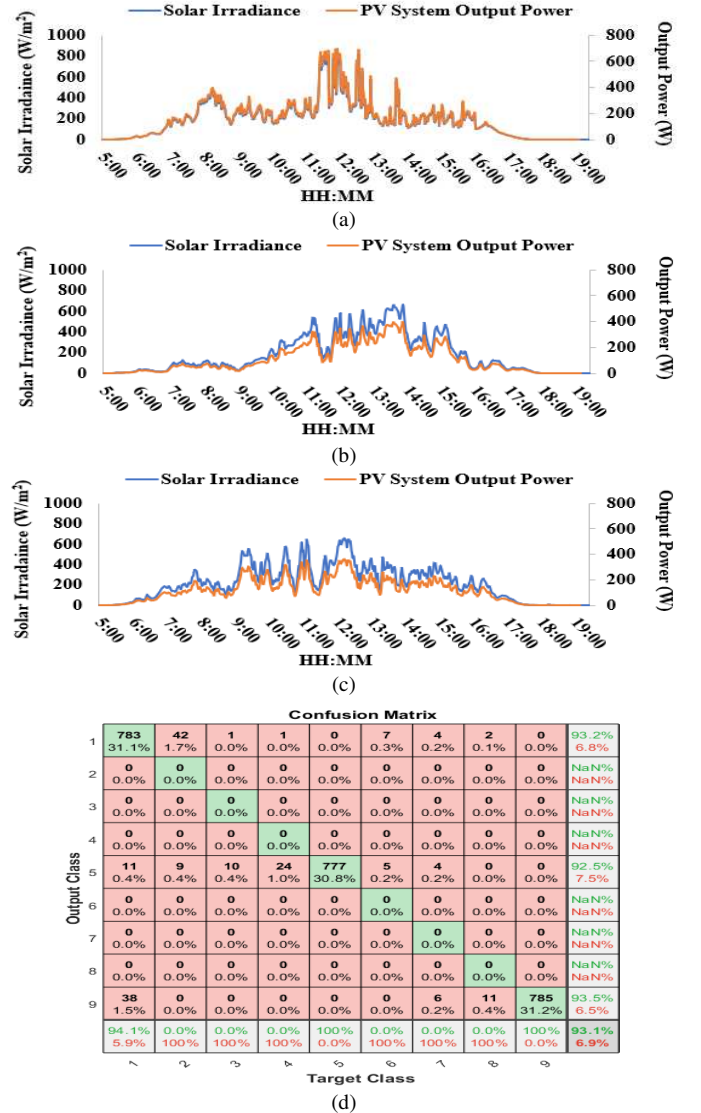 Solar Irradiance PV System Output Power
Solar Irradaince (W/m²)
Output Power (W)
1000 800
800 600
600 400
400 200
200 0
0
5:00 6:00 7:00 8:00 9:00 10:00 11:00 12:00 13:00 14:00 15:00 16:00 17:00 18:00 19:00
HH:MM
(a)
Solar Irradiance PV System Output Power
Solar Irradaince (W/m²)
Output Power (W)
1000 800
800 600
600 400
400 200
200 0
0
5:00 6:00 7:00 8:00 9:00 10:00 11:00 12:00 13:00 14:00 15:00 16:00 17:00 18:00 19:00
HH:MM
(b)
Solar Irradiance PV System Output Power
Solar Irradaince (W/m²)
Output Power (W)
1000 800
800 600
600 400
400 200
200 0
0
5:00 6:00 7:00 8:00 9:00 10:00 11:00 12:00 13:00 14:00 15:00 16:00 17:00 18:00 19:00
HH:MM
(c)
Confusion Matrix
Output Class
1 783 42 1 1 0 7 4 2 0 93.2%
31.1% 1.7% 0.0% 0.0% 0.0% 0.3% 0.2% 0.1% 0.0% 6.8%
2 0 0 0 0 0 0 0 0 0 NaN%
0.0% 0.0% 0.0% 0.0% 0.0% 0.0% 0.0% 0.0% 0.0% NaN%
3 0 0 0 0 0 0 0 0 0 NaN%
0.0% 0.0% 0.0% 0.0% 0.0% 0.0% 0.0% 0.0% 0.0% NaN%
4 0 0 0 0 0 0 0 0 0 NaN%
0.0% 0.0% 0.0% 0.0% 0.0% 0.0% 0.0% 0.0% 0.0% NaN%
5 11 9 10 24 777 5 4 0 0 92.5%
0.4% 0.4% 0.4% 1.0% 30.8% 0.2% 0.2% 0.0% 0.0% 7.5%
6 0 0 0 0 0 0 0 0 0 NaN%
0.0% 0.0% 0.0% 0.0% 0.0% 0.0% 0.0% 0.0% 0.0% NaN%
7 0 0 0 0 0 0 0 0 0 NaN%
0.0% 0.0% 0.0% 0.0% 0.0% 0.0% 0.0% 0.0% 0.0% NaN%
8 0 0 0 0 0 0 0 0 0 NaN%
0.0% 0.0% 0.0% 0.0% 0.0% 0.0% 0.0% 0.0% 0.0% NaN%
9 38 0 0 0 0 0 6 11 785 93.5%
1.5% 0.0% 0.0% 0.0% 0.0% 0.0% 0.2% 0.4% 31.2% 6.5%
94.1% 0.0% 0.0% 0.0% 100% 0.0% 0.0% 0.0% 100% 93.1%
5.9% 100% 100% 100% 0.0% 100% 100% 100% 0.0% 6.9%
1 2 3 4 5 6 7 8 9
Target Class
(d)